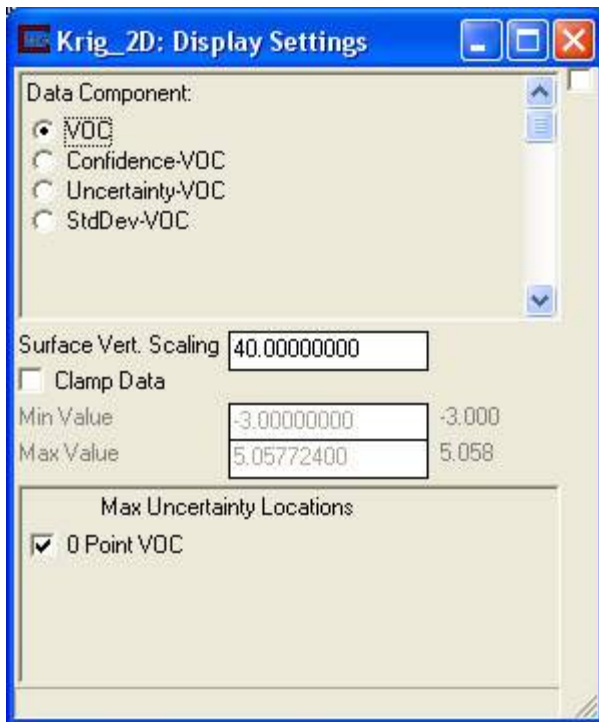 Krig_2D: Display Settings
Data Component:
VOC
Confidence-VOC
Uncertainty-VOC
StdDev-VOC
Surface Vert. Scaling 40.00000000
Clamp Data
Min Value -3.00000000 -3.000
Max Value 5.05772400 5.058
Max Uncertainty Locations
0 Point VOC